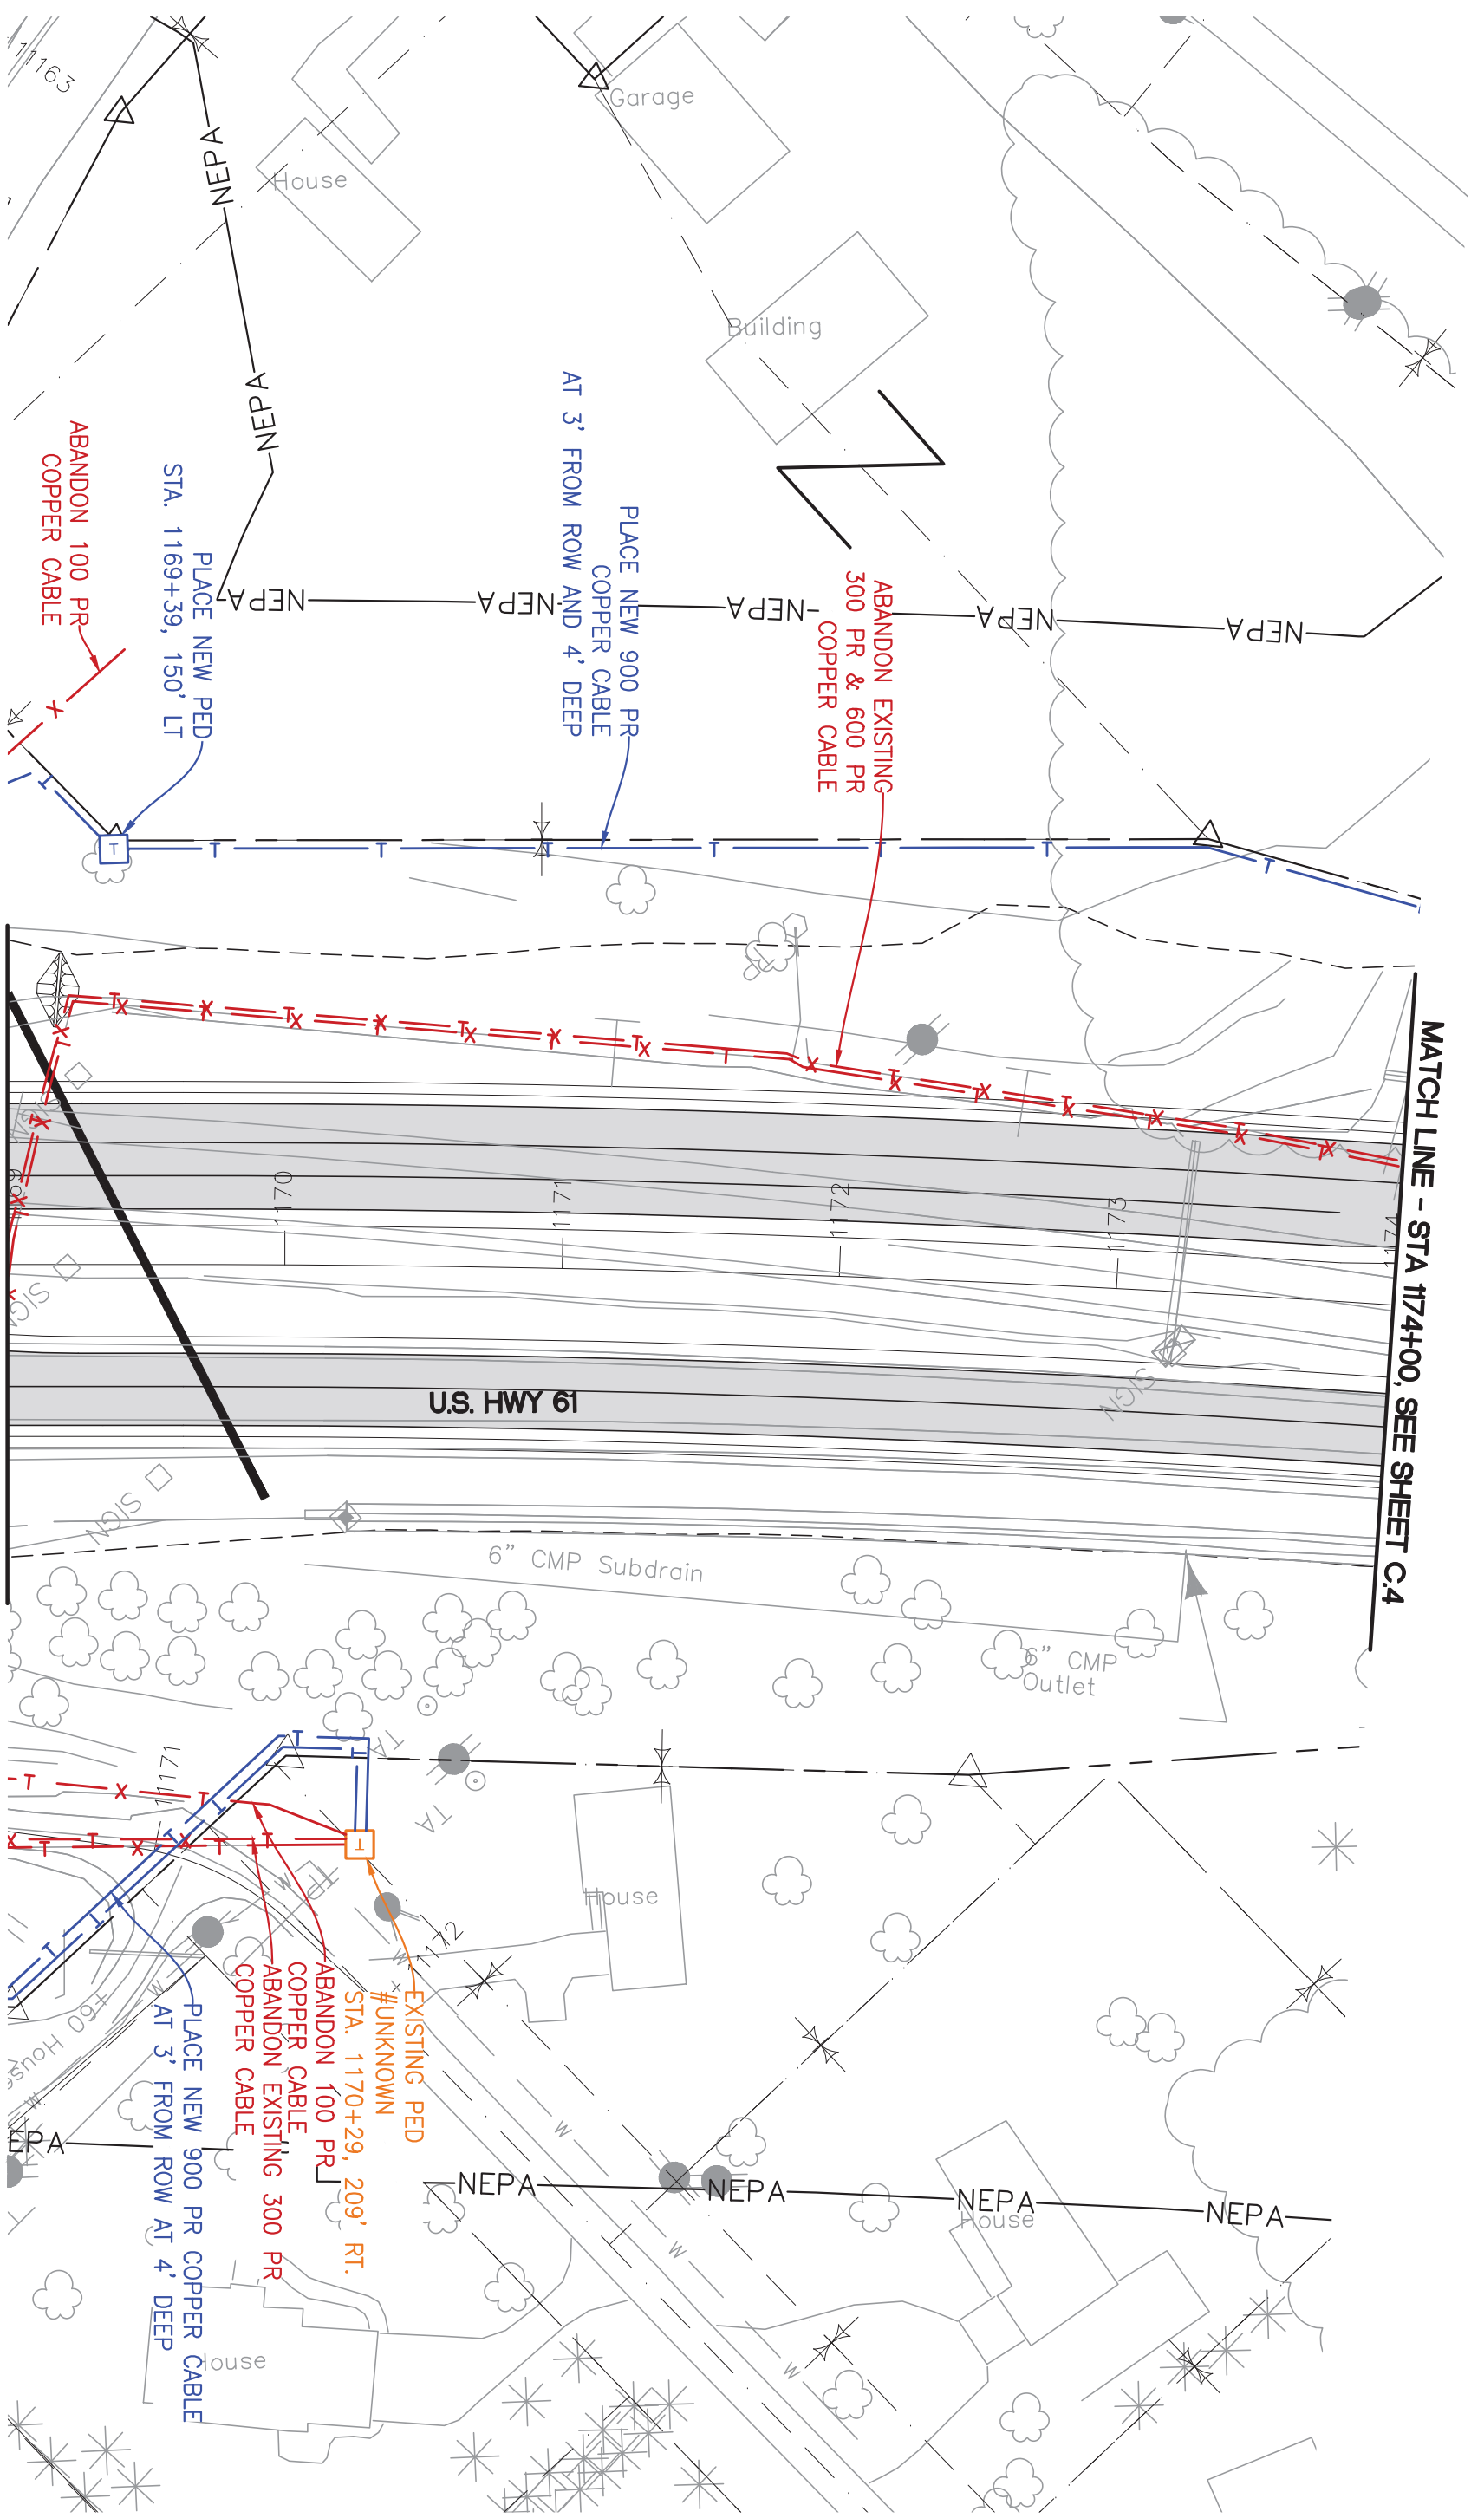 11163
Garage
House
NEPA
Building
NEPA
ABANDON 100 PR
COPPER CABLE
PLACE NEW PED
STA. 1169+39, 150' LT
PLACE NEW 900 PR
COPPER CABLE
AT 3' FROM ROW AND 4' DEEP
ABANDON EXISTING
300 PR & 600 PR
COPPER CABLE
NEPA
NEPA
NEPA
NEPA
NEPA
T
T
T
T
T
T
T
T
MATCH LINE - STA 1174+00, SEE SHEET C.4
1170
1171
1172
1173
SIGN
SIGN
U.S. HWY 61
SIGN
6" CMP Subdrain
6" CMP
Outlet
1171
TA
TA
T
House
1172
EXISTING PED
#UNKNOWN
STA. 1170+29, 209' RT.
ABANDON 100 PR
COPPER CABLE
ABANDON EXISTING 300 PR
COPPER CABLE
PLACE NEW 900 PR COPPER CABLE
AT 3' FROM ROW AT 4' DEEP
W
W
W
W
W
W
EPA
NEPA
NEPA
NEPA
NEPA
House
House